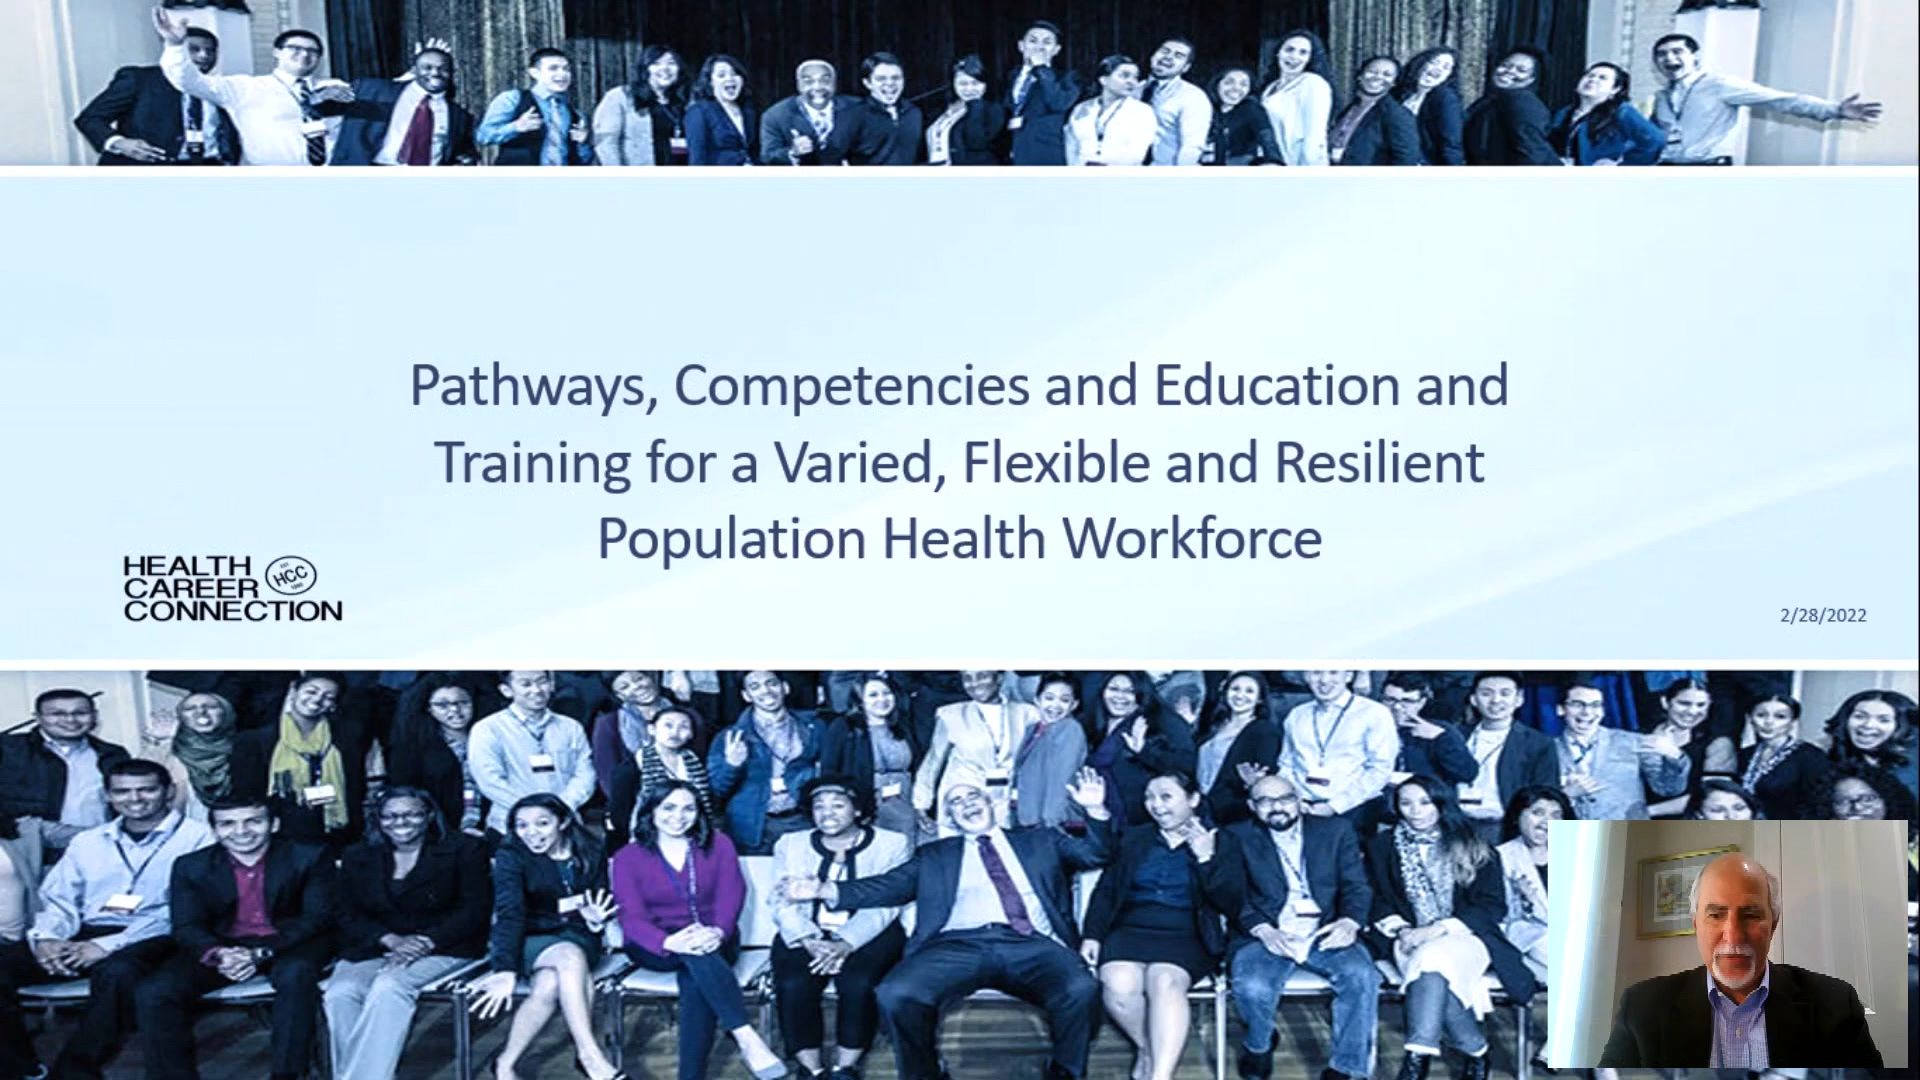 Pathways, Competencies and Education and
Training for a Varied, Flexible and Resilient
Population Health Workforce
HEALTH
CAREER HCC
CONNECTION
2/28/2022